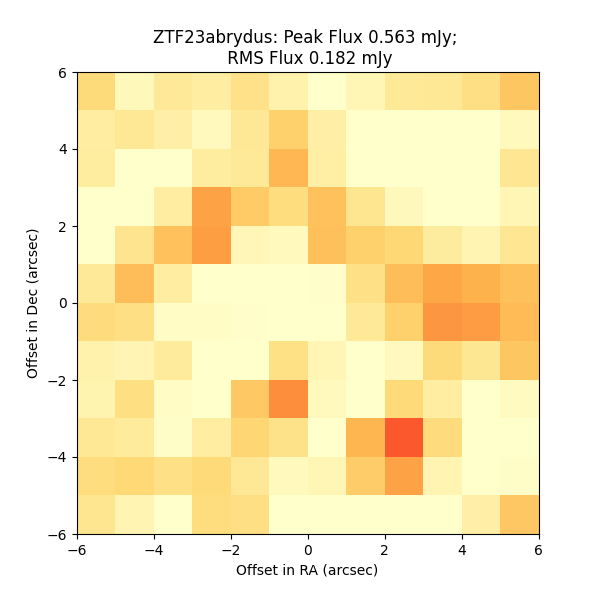 ZTF23abrydus: Peak Flux 0.563 mJy;
RMS Flux 0.182 mJy
6
4
2
0
−2
−4
−6
Offset in Dec (arcsec)
−6 −4 −2 0 2 4 6
Offset in RA (arcsec)